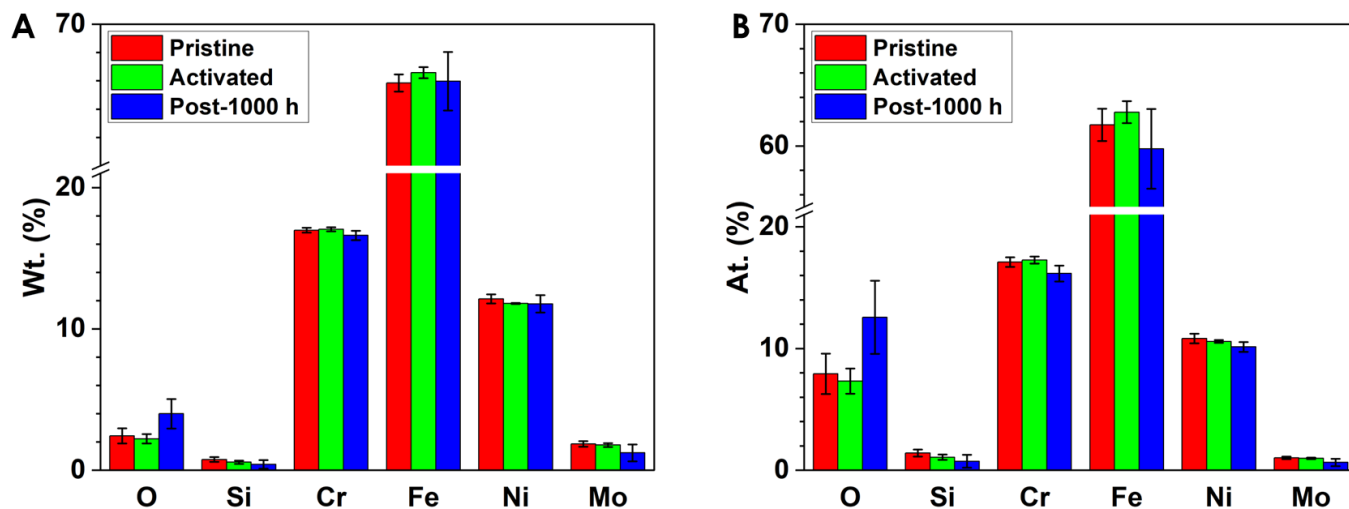 A
70
Pristine
Activated
Post-1000 h
20
10
0
Wt. (%)
O Si Cr Fe Ni Mo
B
70
Pristine
Activated
Post-1000 h
60
20
10
0
At. (%)
O Si Cr Fe Ni Mo